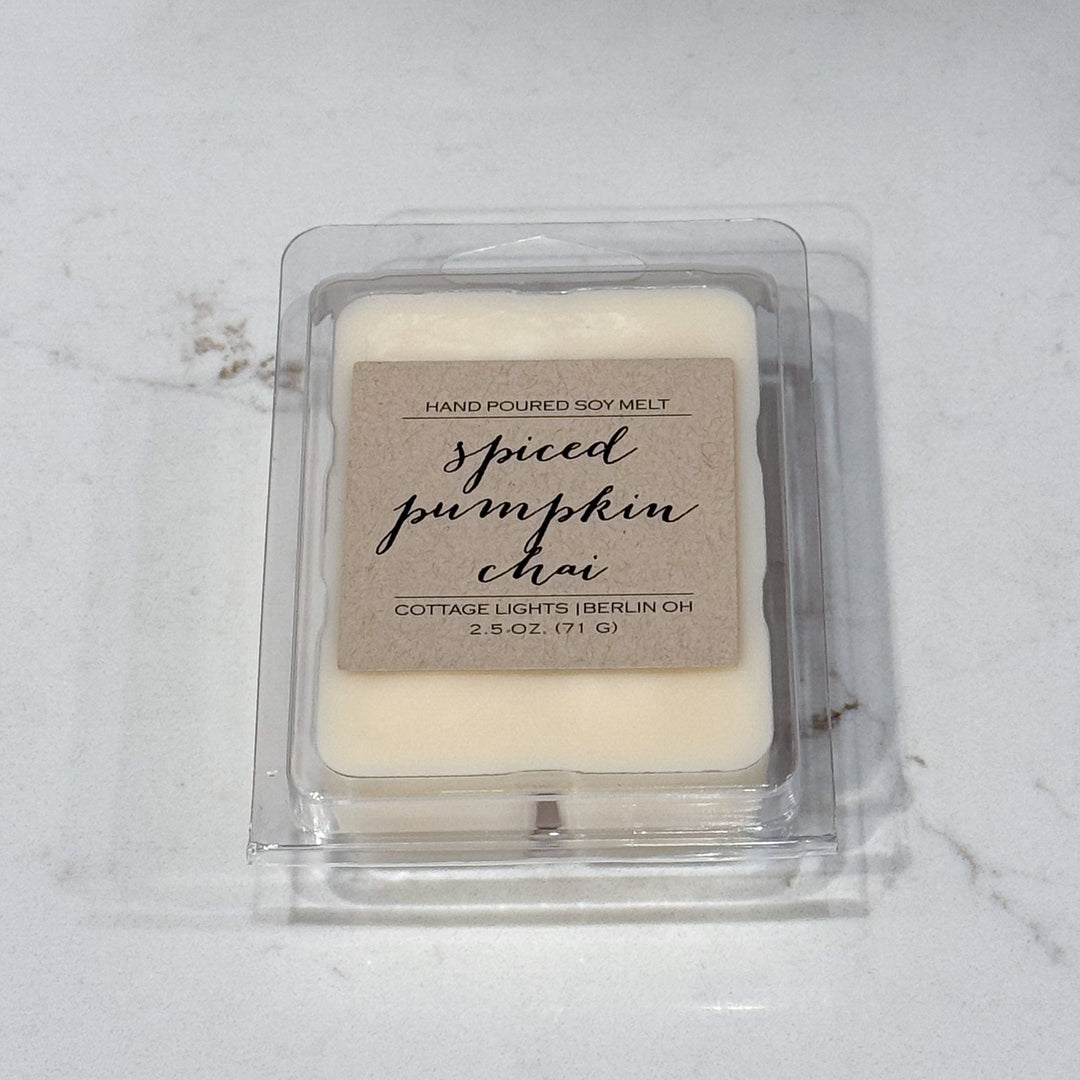 HAND POURED SOY MELT
spiced
pumpkin
chai
COTTAGE LIGHTS | BERLIN OH
2.5 OZ. (71 G)